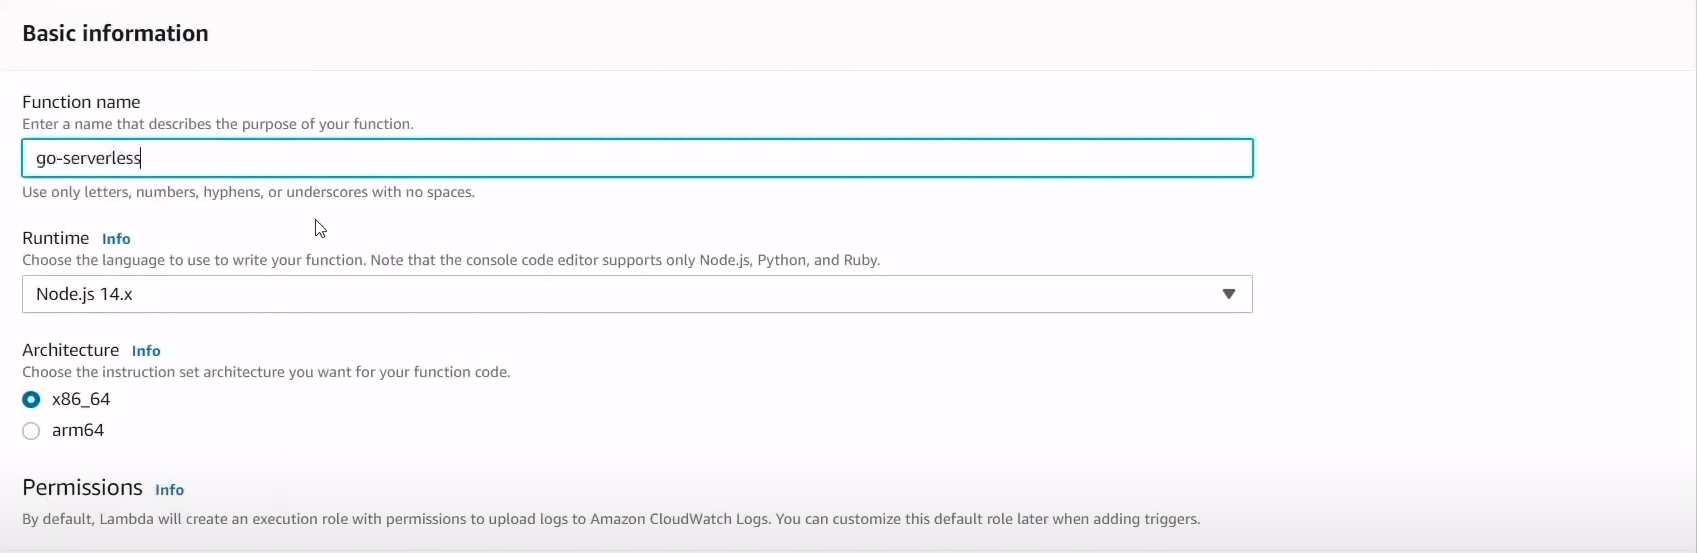 Basic information
Function name
Enter a name that describes the purpose of your function.
go-serverless
Use only letters, numbers, hyphens, or underscores with no spaces.
Runtime Info
Choose the language to use to write your function. Note that the console code editor supports only Node.js, Python, and Ruby.
Node.js 14.x
Architecture Info
Choose the instruction set architecture you want for your function code.
x86_64
arm64
Permissions Info
By default, Lambda will create an execution role with permissions to upload logs to Amazon CloudWatch Logs. You can customize this default role later when adding triggers.